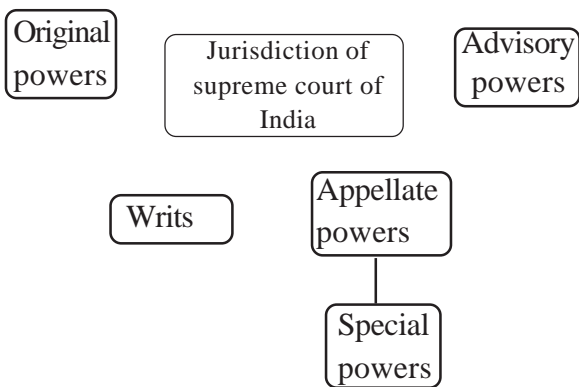 Original
powers
Jurisdiction of
supreme court of
India
Advisory
powers
Writs
Appellate
powers
Special
powers